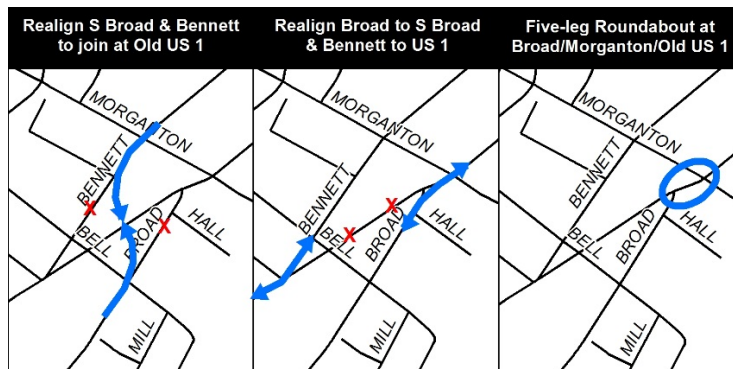 Realign S Broad & Bennett
to join at Old US 1
Realign Broad to S Broad
& Bennett to US 1
Five-leg Roundabout at
Broad/Morganton/Old US 1
MORGANTON
BENNETT
X
X
HALL
BROAD
BELL
MILL
MORGANTON
BENNETT
X
X
HALL
BROAD
BELL
MILL
MORGANTON
BENNETT
HALL
BROAD
BELL
MILL